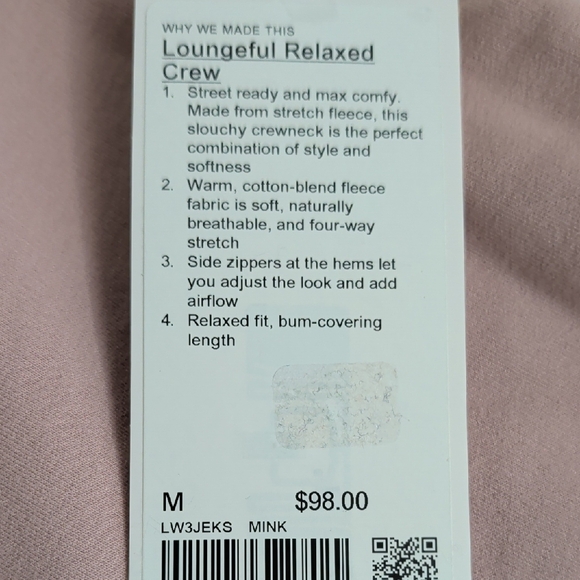 WHY WE MADE THIS
Loungeful Relaxed
Crew
1. Street ready and max comfy.
Made from stretch fleece, this
slouchy crewneck is the perfect
combination of style and
softness
2. Warm, cotton-blend fleece
fabric is soft, naturally
breathable, and four-way
stretch
3. Side zippers at the hems let
you adjust the look and add
airflow
4. Relaxed fit, bum-covering
length
M $98.00
LW3JEKS MINK